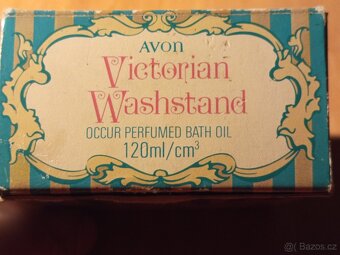 AVON
Victorian
Washstand
OCCUR PERFUMED BATH OIL
120ml/cm³
Bazos.cz